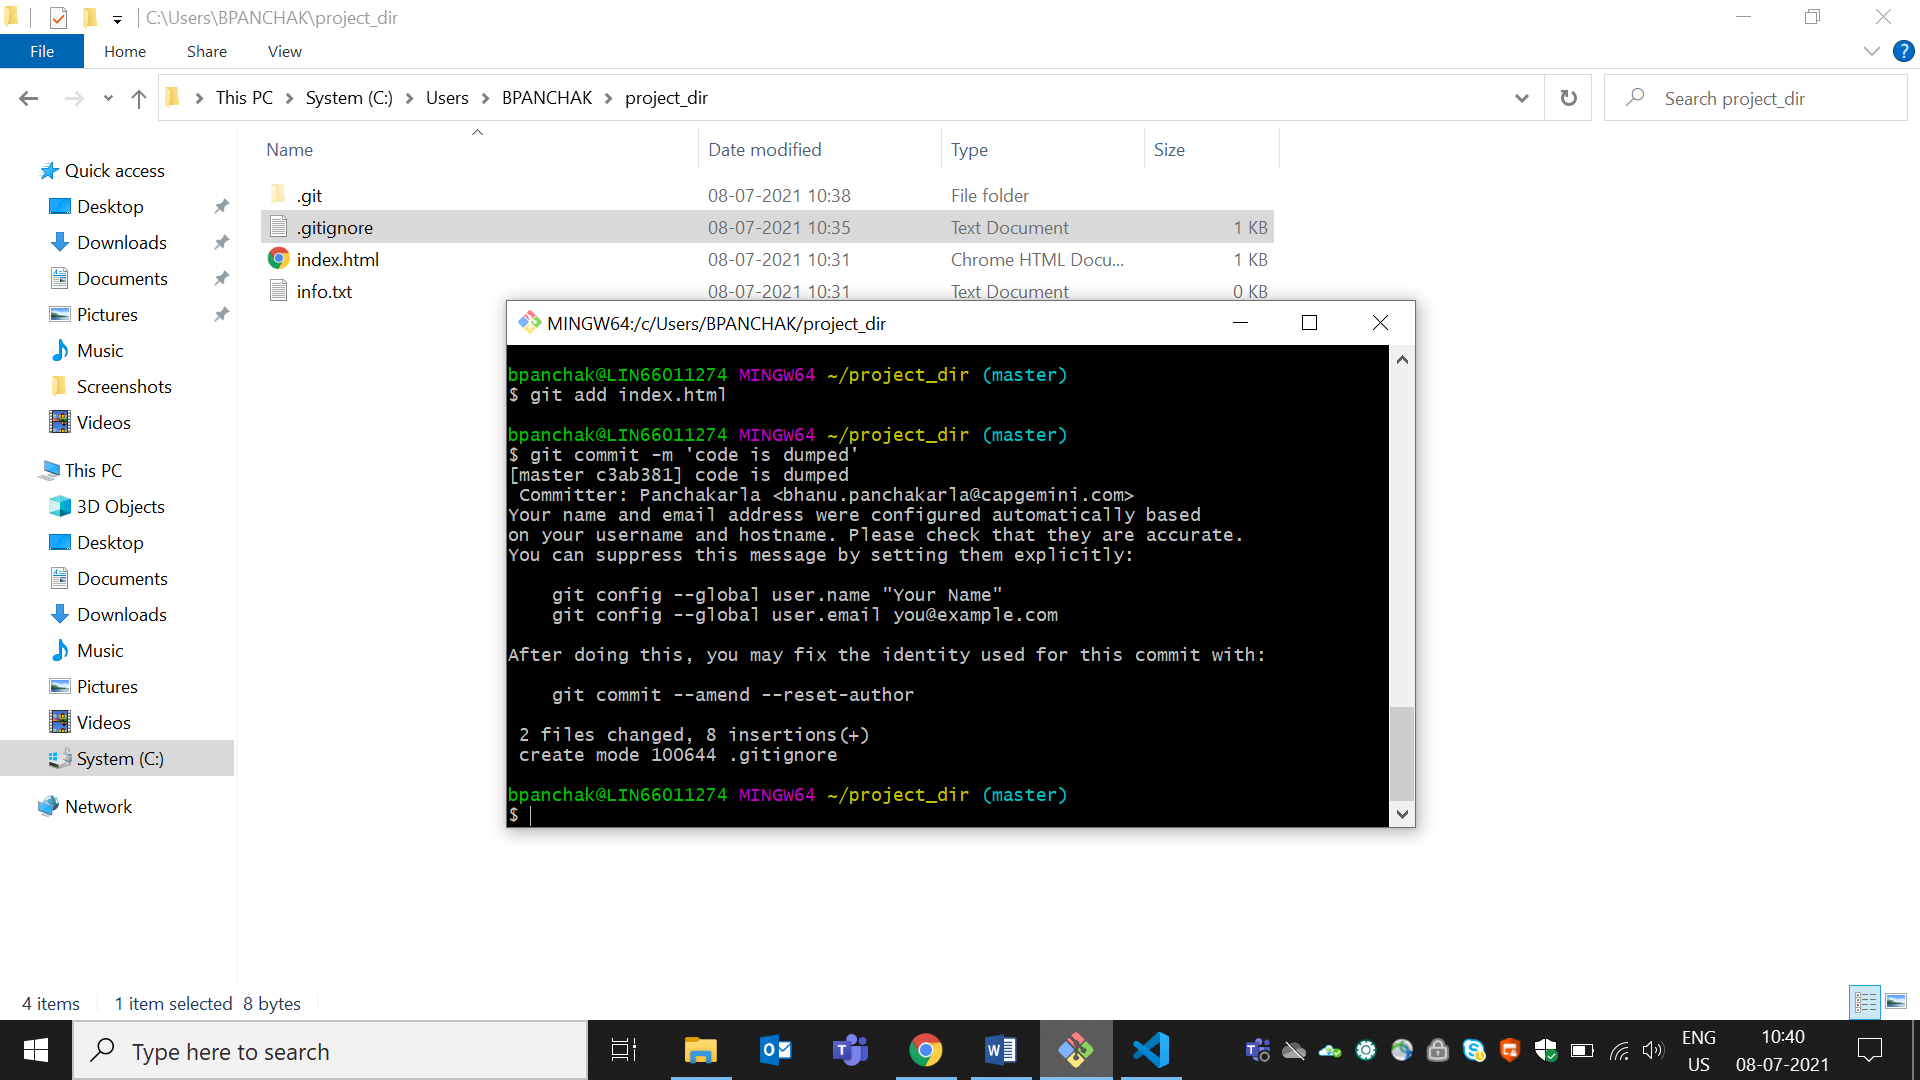 C:\Users\BPANCHAK\project_dir
File Home Share View
This PC System (C:) Users BPANCHAK project_dir
Search project_dir
Name Date modified Type Size
Quick access
Desktop
Downloads
Documents
Pictures
Music
Screenshots
Videos
This PC
3D Objects
Desktop
Documents
Downloads
Music
Pictures
Videos
System (C:)
Network
.git 08-07-2021 10:38 File folder
.gitignore 08-07-2021 10:35 Text Document 1 KB
index.html 08-07-2021 10:31 Chrome HTML Docu... 1 KB
info.txt 08-07-2021 10:31 Text Document 0 KB
MINGW64:/c/Users/BPANCHAK/project_dir
bpanchak@LIN66011274 MINGW64 ~/project_dir (master)
$ git add index.html
bpanchak@LIN66011274 MINGW64 ~/project_dir (master)
$ git commit -m 'code is dumped'
[master c3ab381] code is dumped
Committer: Panchakarla <bhanu.panchakarla@capgemini.com>
Your name and email address were configured automatically based
on your username and hostname. Please check that they are accurate.
You can suppress this message by setting them explicitly:
git config --global user.name "Your Name"
git config --global user.email you@example.com
After doing this, you may fix the identity used for this commit with:
git commit --amend --reset-author
2 files changed, 8 insertions(+)
create mode 100644 .gitignore
bpanchak@LIN66011274 MINGW64 ~/project_dir (master)
$
4 items 1 item selected 8 bytes
Type here to search
ENG
US
10:40
08-07-2021